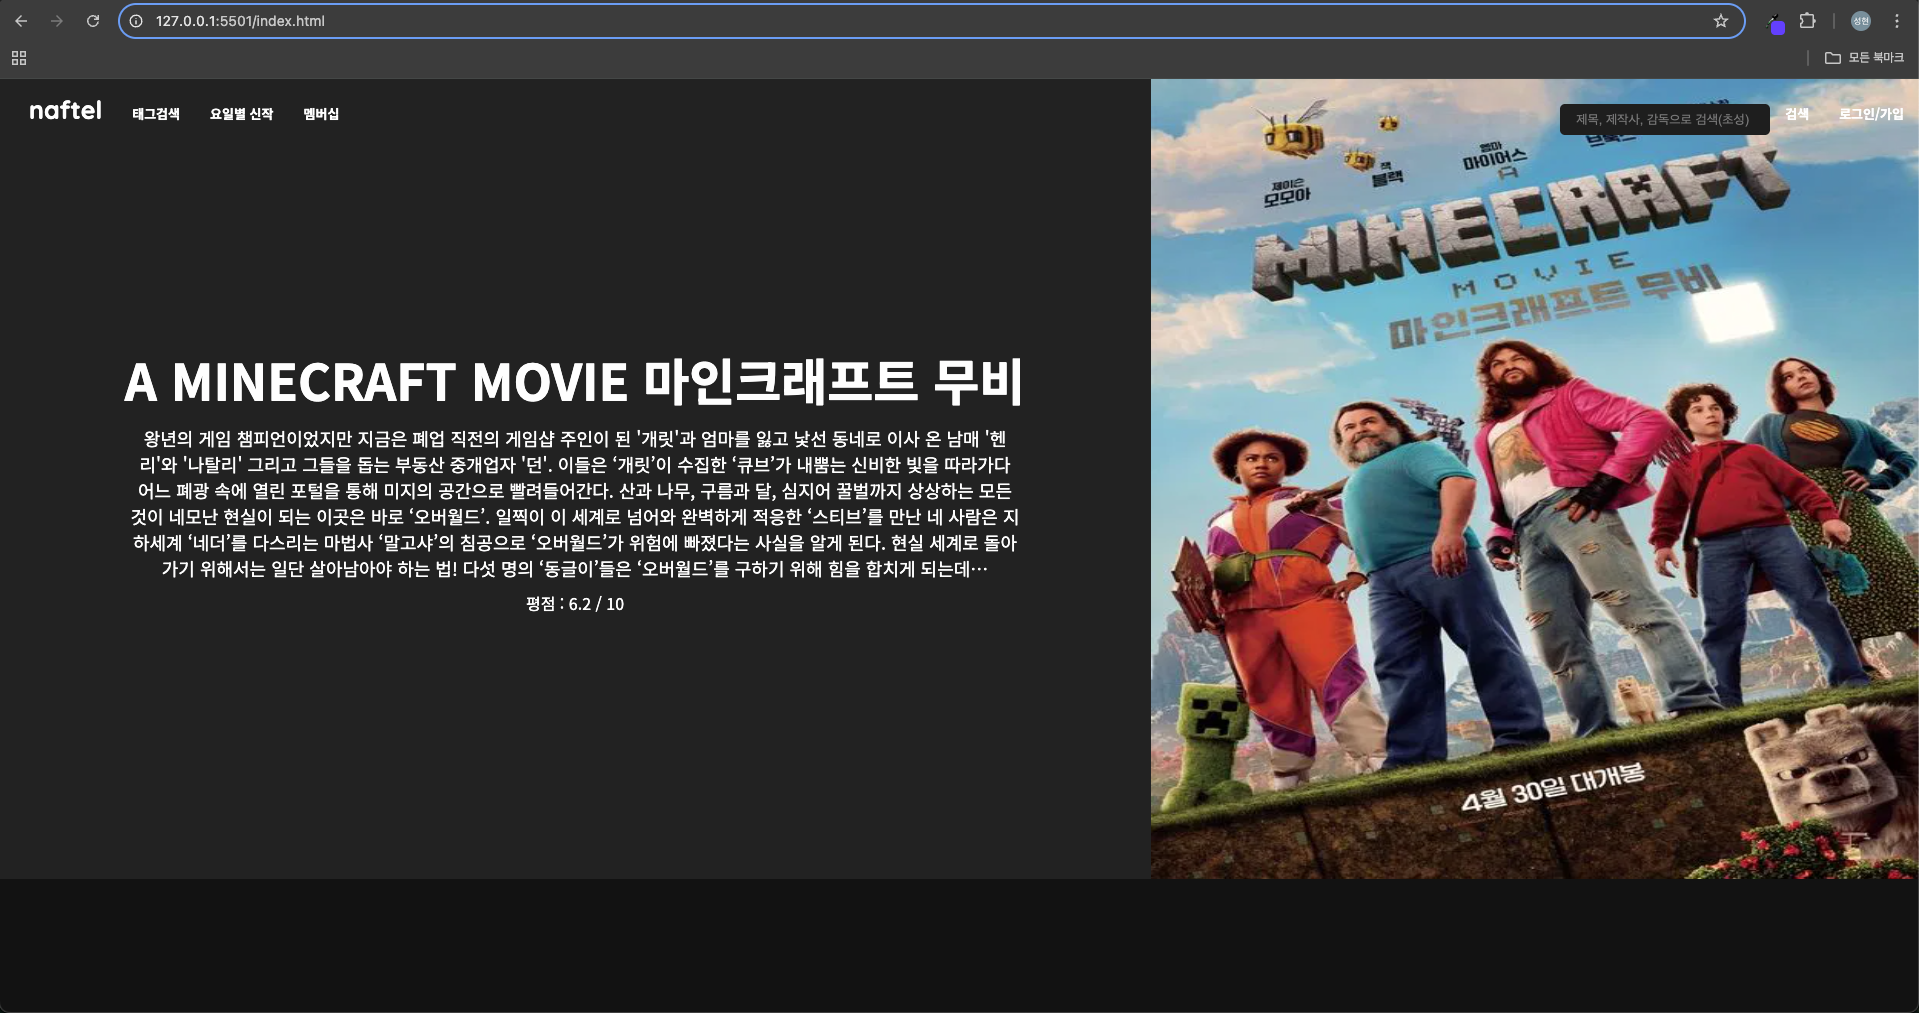 127.0.0.1:5501/index.html
성현
모든 북마크
naftel
태그검색 요일별 신작 멤버십
제목, 제작사, 감독으로 검색(초성)
검색 로그인/가입
제이슨
모모아
잭
블랙
엠마
마이어스
A
MINECRAFT
MOVIE
마인크래프트 무비
A MINECRAFT MOVIE 마인크래프트 무비
왕년의 게임 챔피언이었지만 지금은 폐업 직전의 게임샵 주인이 된 '개릿'과 엄마를 잃고 낯선 동네로 이사 온 남매 '헨
리'와 '나탈리' 그리고 그들을 돕는 부동산 중개업자 '던'. 이들은 ‘개릿’이 수집한 ‘큐브’가 내뿜는 신비한 빛을 따라가다
어느 폐광 속에 열린 포털을 통해 미지의 공간으로 빨려들어간다. 산과 나무, 구름과 달, 심지어 꿀벌까지 상상하는 모든
것이 네모난 현실이 되는 이곳은 바로 ‘오버월드’. 일찍이 이 세계로 넘어와 완벽하게 적응한 ‘스티브’를 만난 네 사람은 지
하세계 ‘네더’를 다스리는 마법사 ‘말고샤’의 침공으로 ‘오버월드’가 위험에 빠졌다는 사실을 알게 된다. 현실 세계로 돌아
가기 위해서는 일단 살아남아야 하는 법! 다섯 명의 ‘동글이’들은 ‘오버월드’를 구하기 위해 힘을 합치게 되는데…
평점 : 6.2 / 10
4월 30일 대개봉